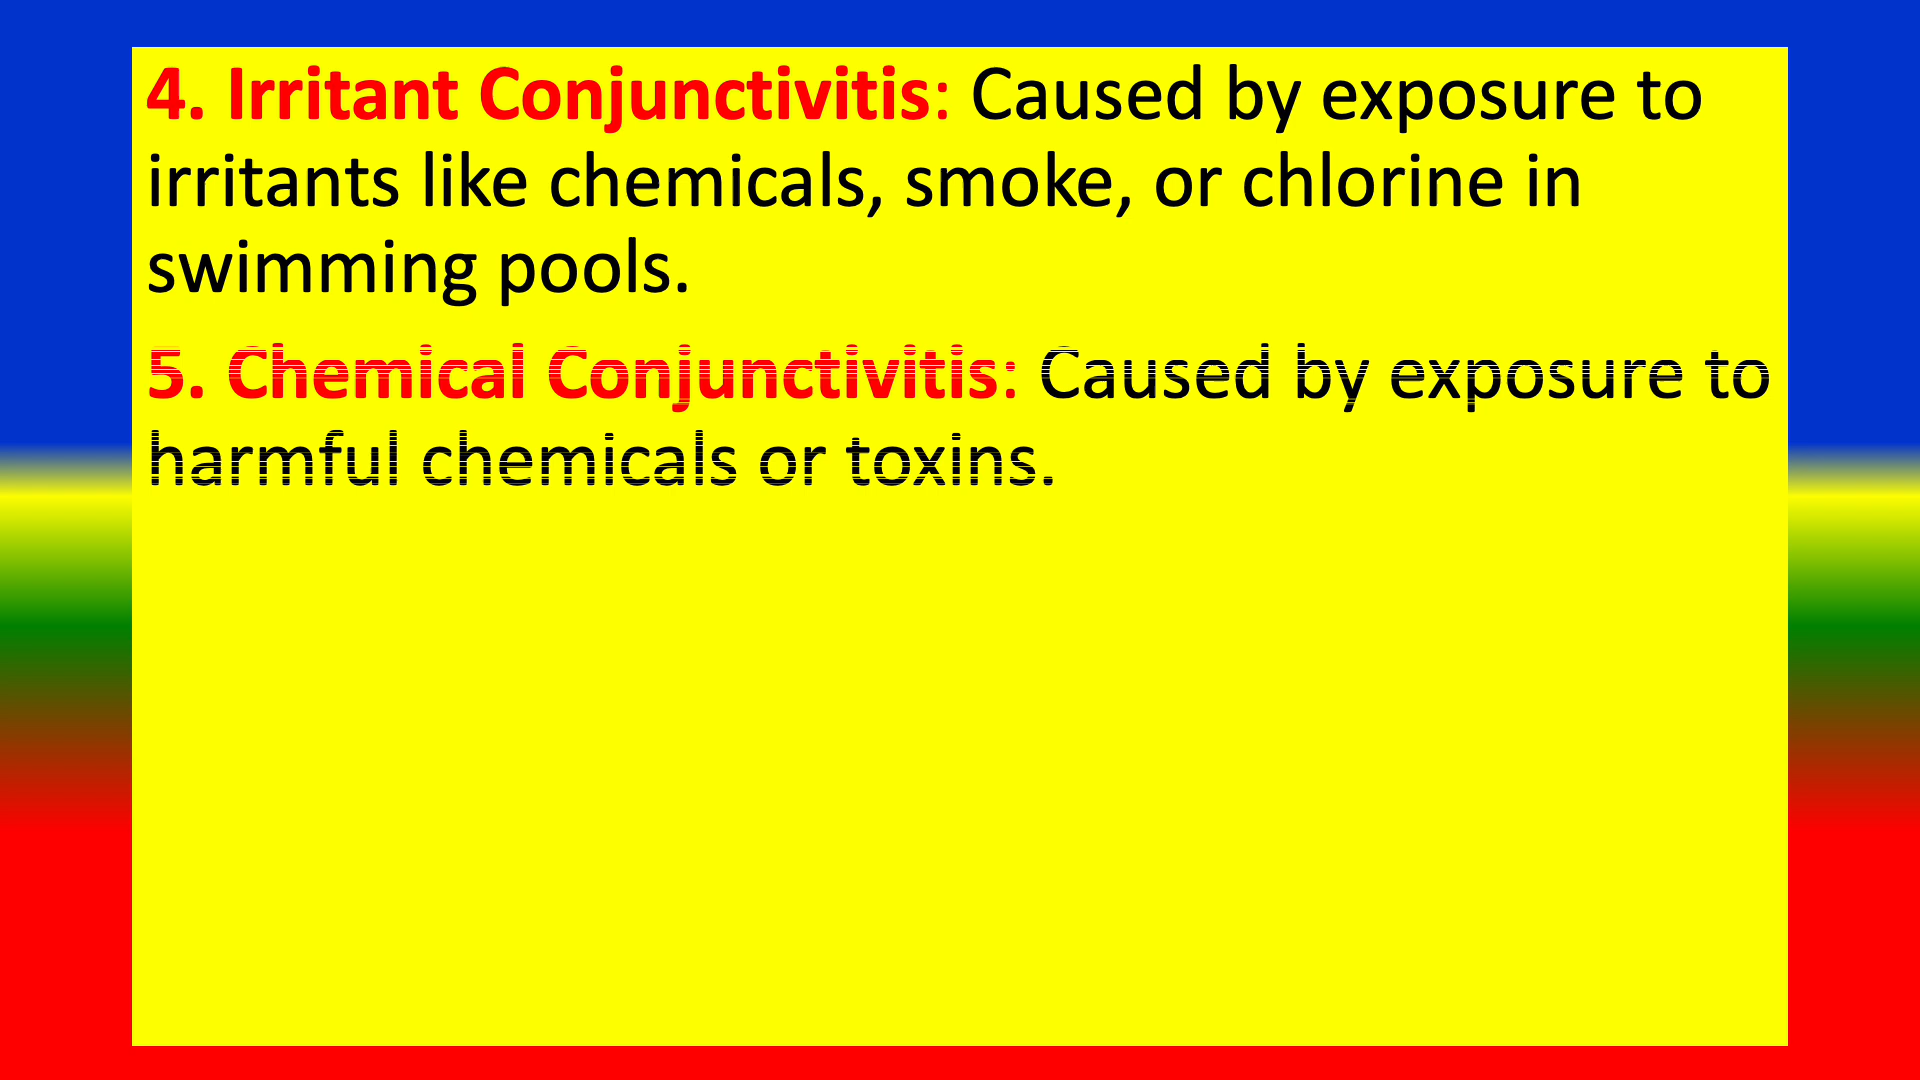 4. Irritant Conjunctivitis: Caused by exposure to
irritants like chemicals, smoke, or chlorine in
swimming pools.
5. Chemical Conjunctivitis: Caused by exposure to
harmful chemicals or toxins.